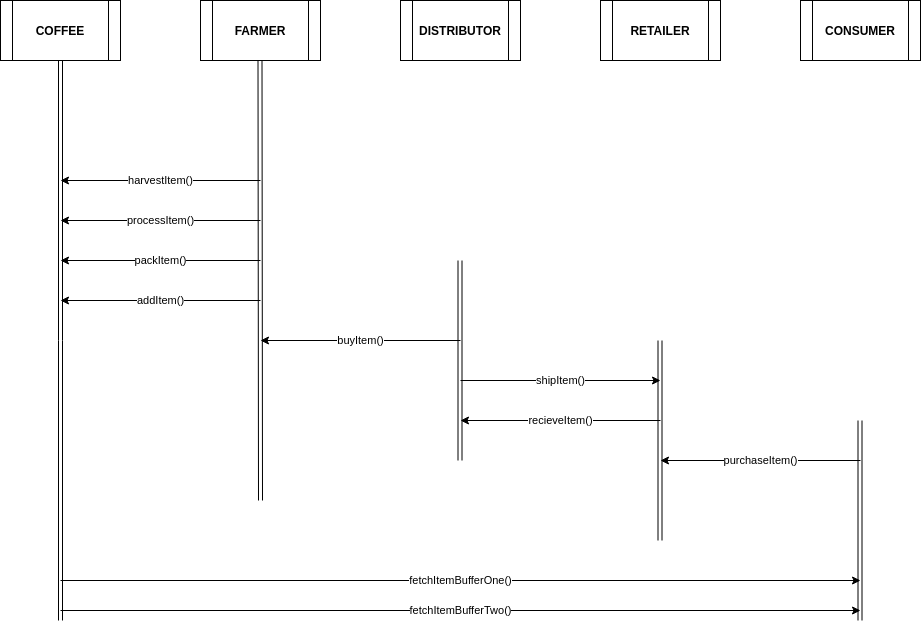 COFFEE
FARMER
DISTRIBUTOR
RETAILER
CONSUMER
harvestItem()
processItem()
packItem()
addItem()
buyItem()
shipItem()
recieveItem()
purchaseItem()
fetchItemBufferOne()
fetchItemBufferTwo()